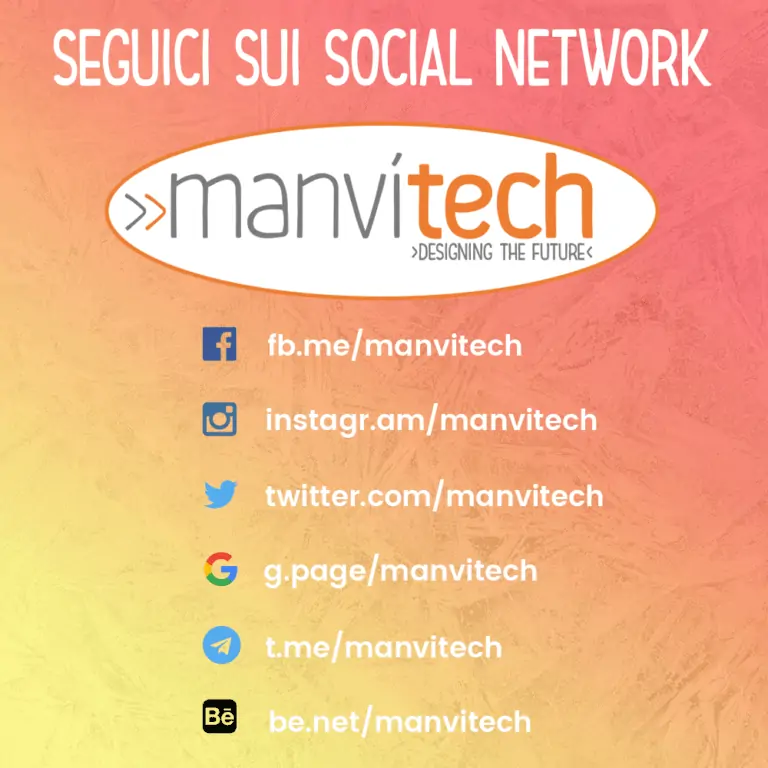 SEGUICI SUI SOCIAL NETWORK
>>manvitech
>DESIGNING THE FUTURE<
fb.me/manvitech
instagr.am/manvitech
twitter.com/manvitech
G g.page/manvitech
t.me/manvitech
Bē be.net/manvitech